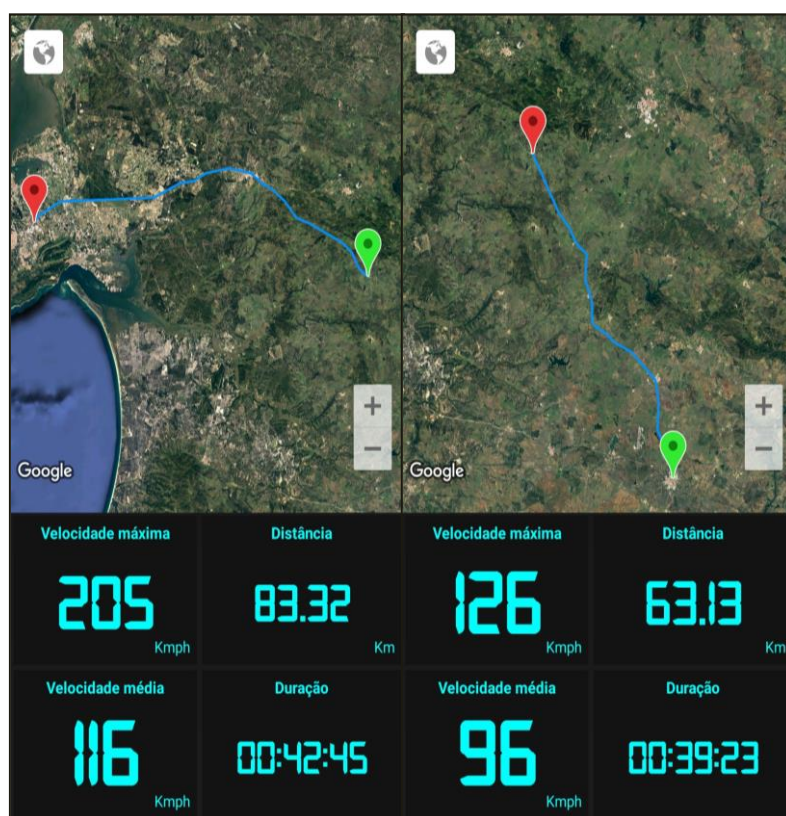 +
−
Google
+
−
Google
Velocidade máxima
205
Kmph
Distância
83.32
Km
Velocidade máxima
126
Kmph
Distância
63.13
Km
Velocidade média
116
Kmph
Duração
00:42:45
Velocidade média
96
Kmph
Duração
00:39:23